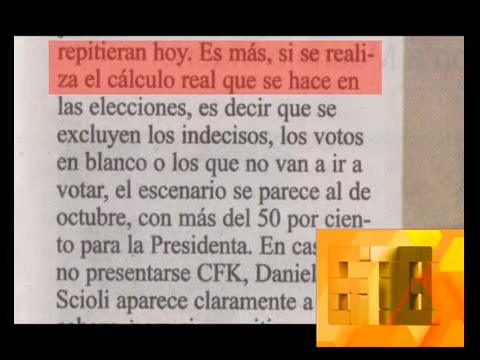 repitieran hoy. Es más, si se reali-
za el cálculo real que se hace en
las elecciones, es decir que se
excluyen los indecisos, los votos
en blanco o los que no van a ir a
votar, el escenario se parece al de
octubre, con más del 50 por cien-
to para la Presidenta. En
no presentarse CFK, Daniel
Scioli aparece claramente a